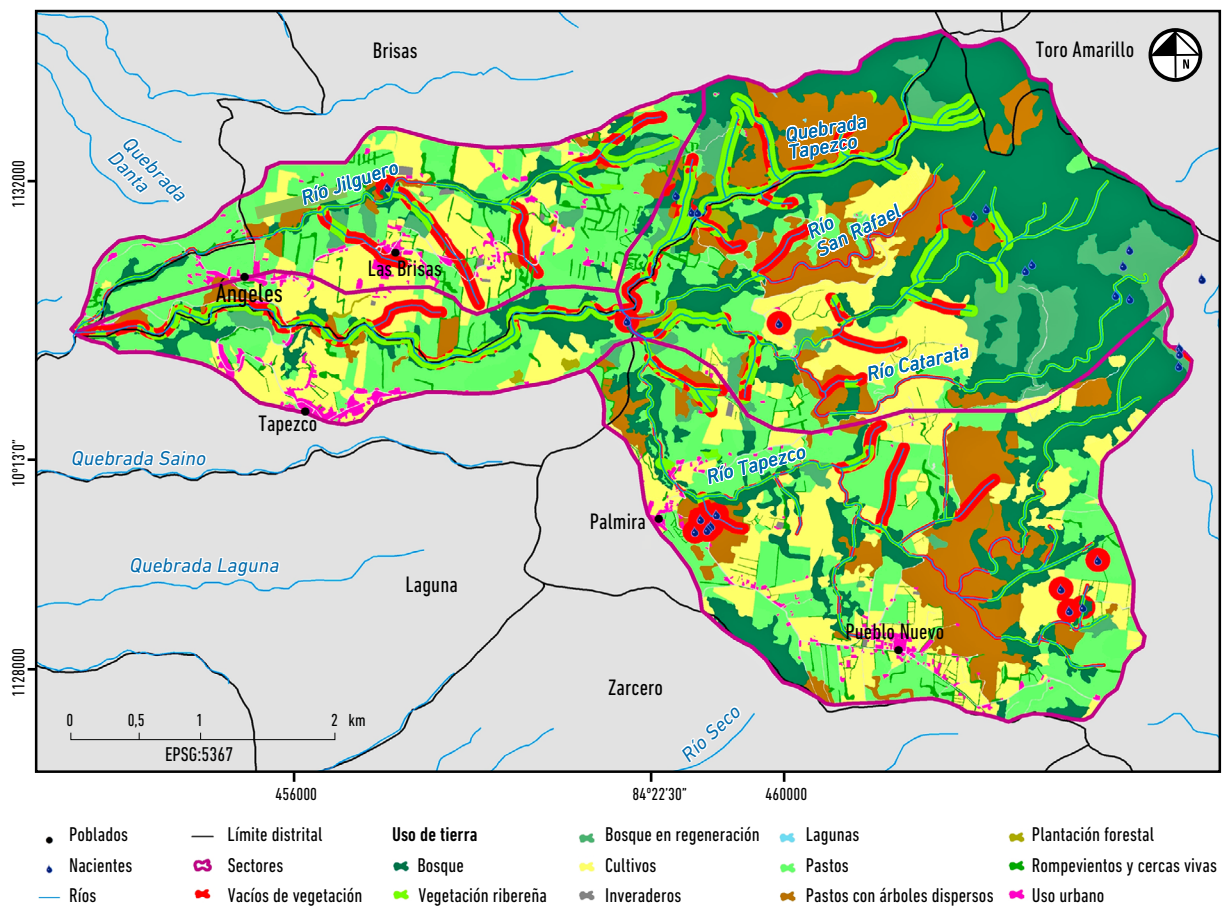 Brisas
Toro Amarillo
N
Quebrada
Danta
Quebrada
Tapezco
Río Jilguero
Río
San Rafael
Las Brisas
Ángeles
Río Catarata
Tapezco
Quebrada Saino
Río Tapezco
Palmira
Quebrada Laguna
Laguna
Pueblo Nuevo
Zarcero
Río Seco
1132000
10°13'0"
1128000
0 0,5 1 2 km
EPSG:5367
456000
84°22'30"
460000
Poblados
Nacientes
Ríos
Límite distrital
Sectores
Vacíos de vegetación
Uso de tierra
Bosque
Vegetación ribereña
Bosque en regeneración
Cultivos
Inveraderos
Lagunas
Pastos
Pastos con árboles dispersos
Plantación forestal
Rompevientos y cercas vivas
Uso urbano